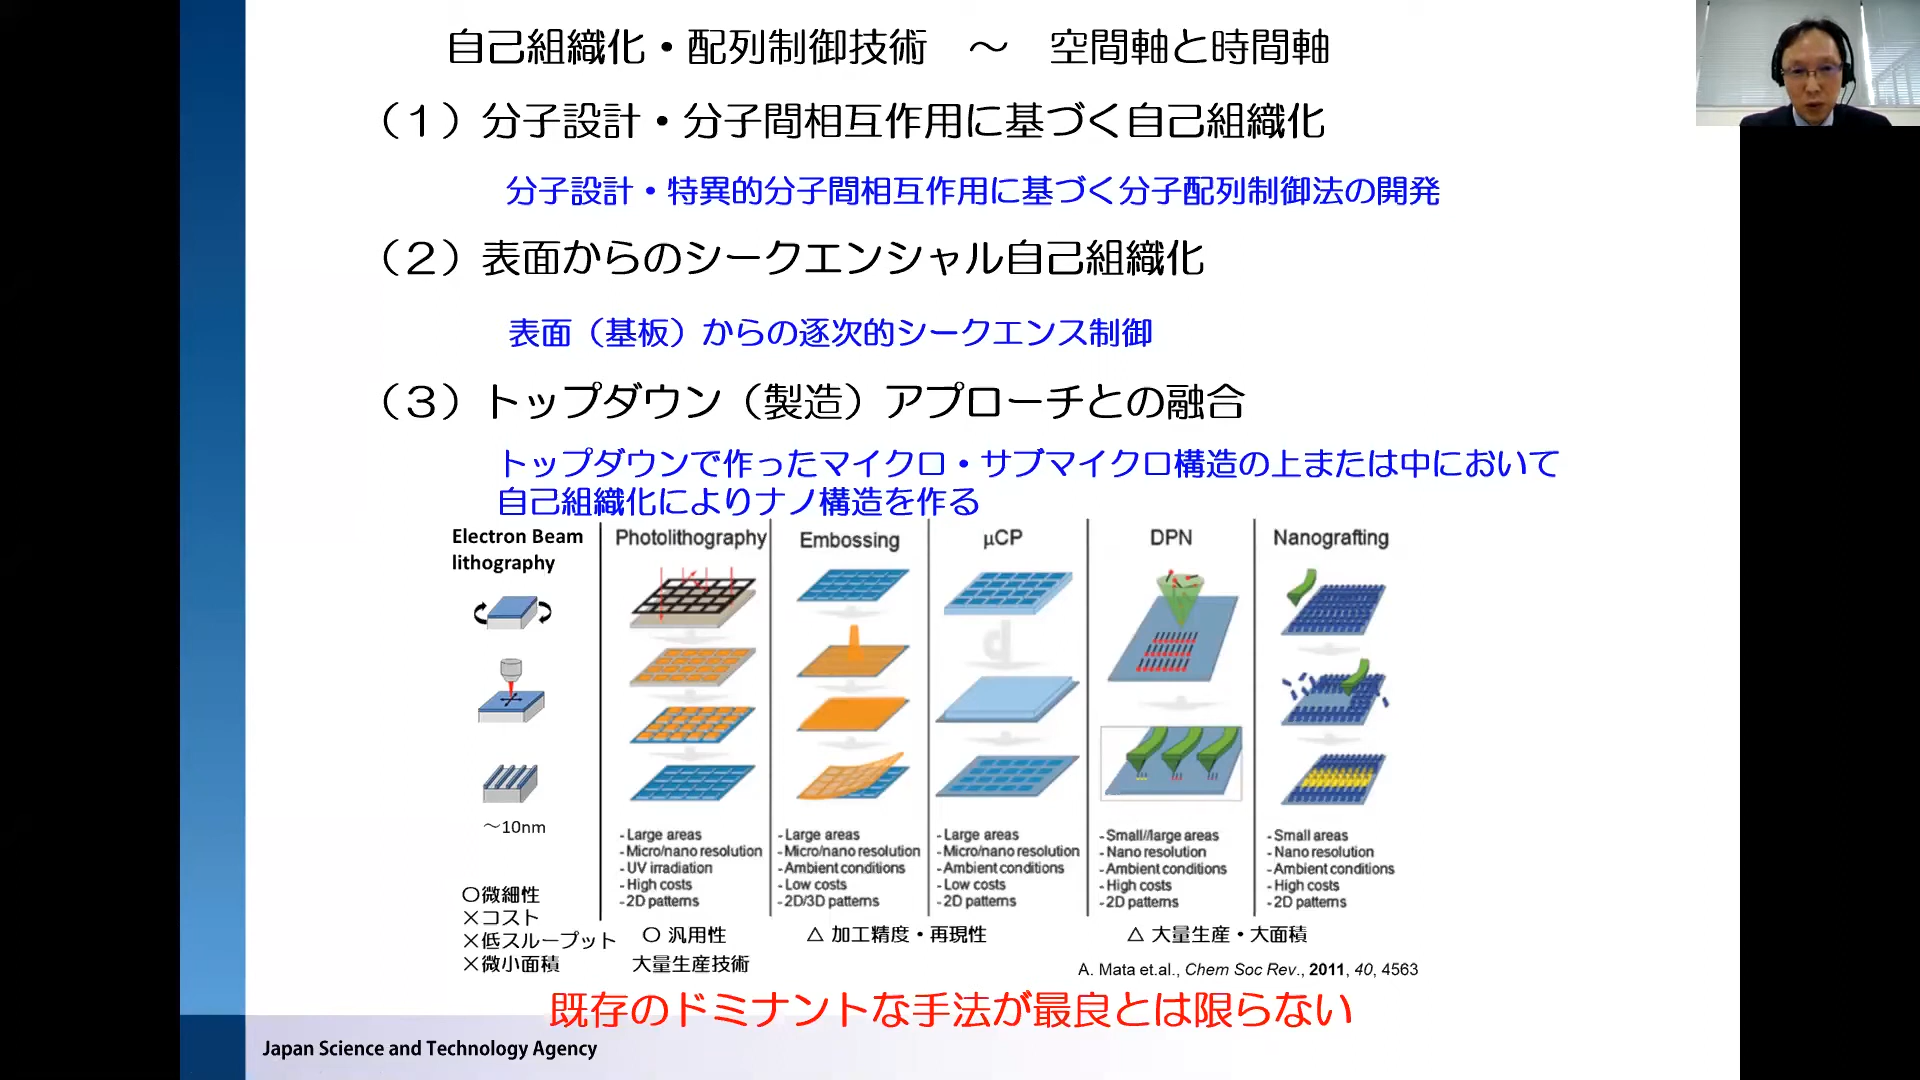 自己組織化・配列制御技術　～　空間軸と時間軸
（１）分子設計・分子間相互作用に基づく自己組織化
分子設計・特異的分子間相互作用に基づく分子配列制御法の開発
（２）表面からのシークエンシャル自己組織化
表面（基板）からの逐次的シークエンス制御
（３）トップダウン（製造）アプローチとの融合
トップダウンで作ったマイクロ・サブマイクロ構造の上または中において
自己組織化によりナノ構造を作る
Electron Beam
lithography
～10nm
〇微細性
×コスト
×低スループット
×微小面積
Photolithography
- Large areas
- Micro/nano resolution
- UV irradiation
- High costs
- 2D patterns
〇 汎用性
大量生産技術
Embossing
- Large areas
- Micro/nano resolution
- Ambient conditions
- Low costs
- 2D/3D patterns
△ 加工精度・再現性
μCP
- Large areas
- Micro/nano resolution
- Ambient conditions
- Low costs
- 2D patterns
DPN
- Small//large areas
- Nano resolution
- Ambient conditions
- High costs
- 2D patterns
△ 大量生産・大面積
Nanografting
- Small areas
- Nano resolution
- Ambient conditions
- High costs
- 2D patterns
A. Mata et.al., Chem Soc Rev., 2011, 40, 4563
既存のドミナントな手法が最良とは限らない
Japan Science and Technology Agency